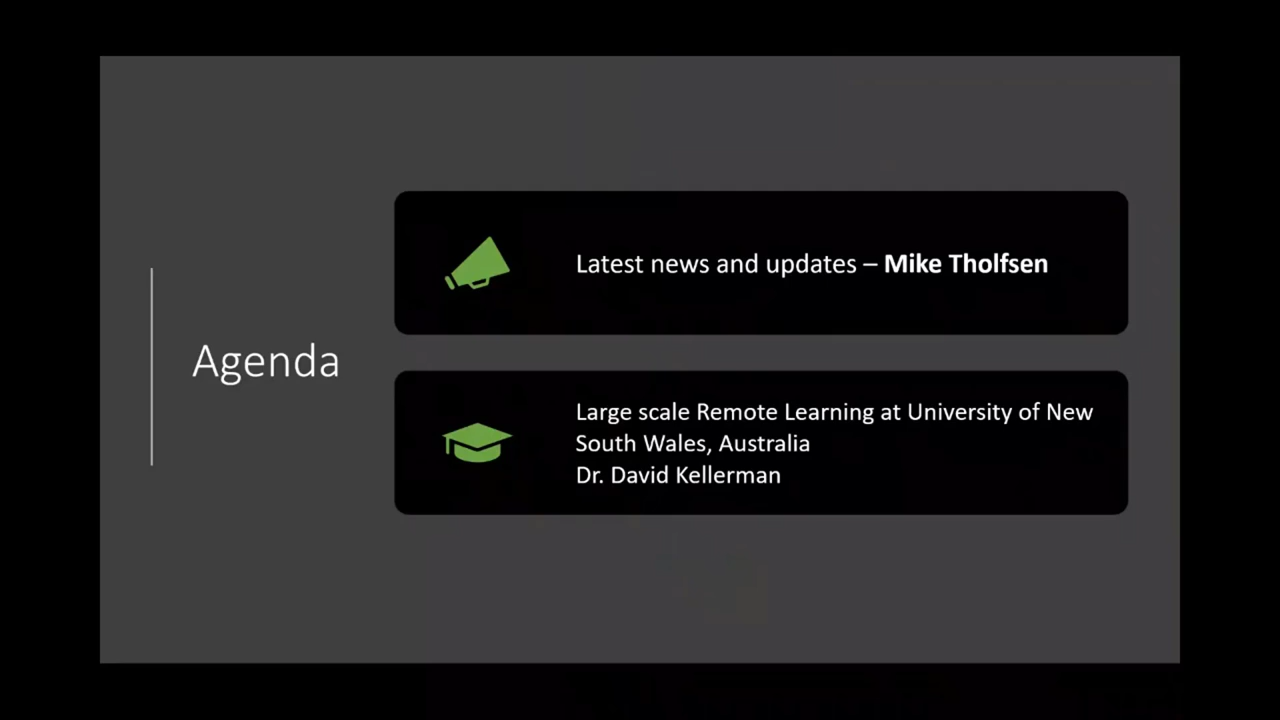 Agenda
Latest news and updates – Mike Tholfsen
Large scale Remote Learning at University of New
South Wales, Australia
Dr. David Kellerman